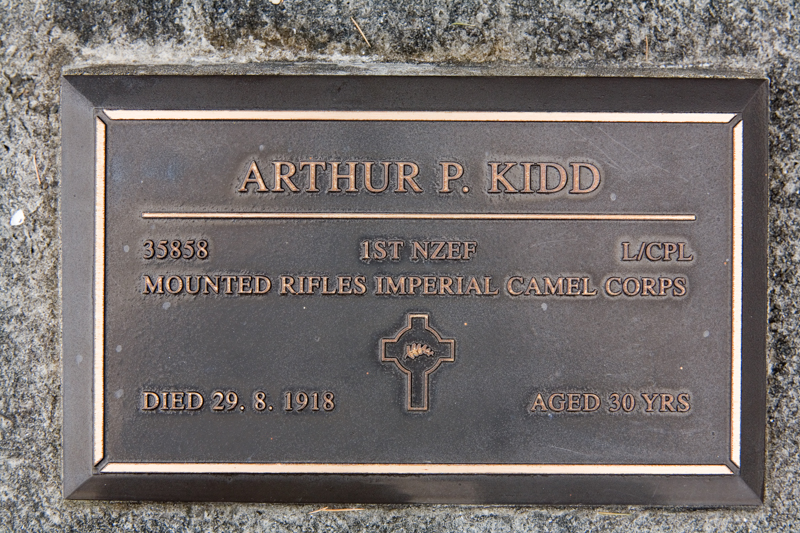 ARTHUR P. KIDD
35858 1ST NZEF L/CPL
MOUNTED RIFLES IMPERIAL CAMEL CORPS
DIED 29. 8. 1918 AGED 30 YRS